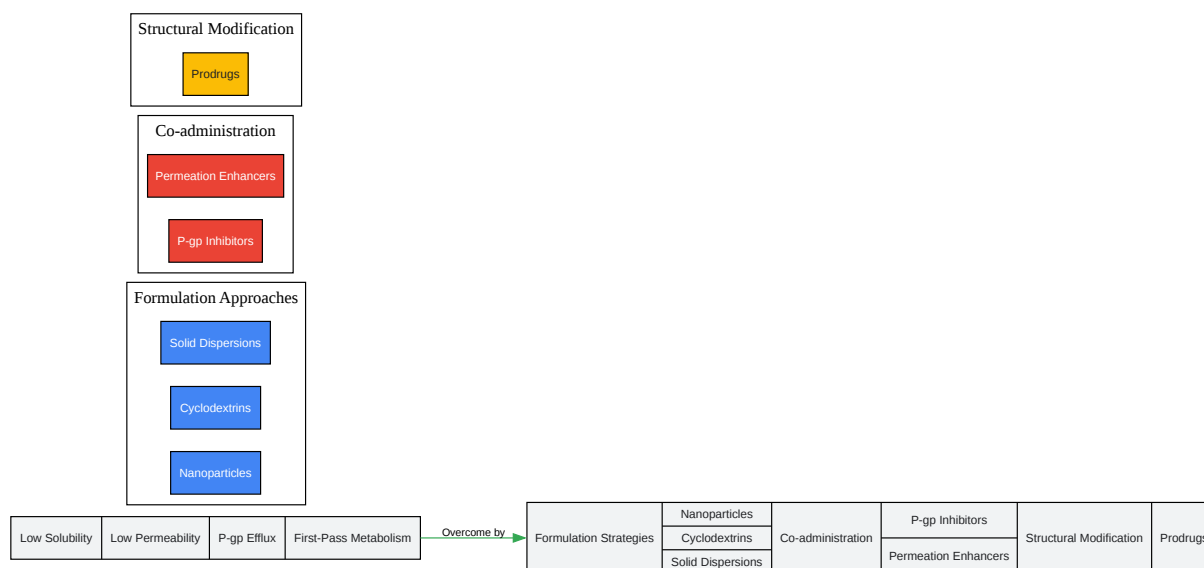 Structural Modification
Prodrugs
Co-administration
Permeation Enhancers
P-gp Inhibitors
Formulation Approaches
Solid Dispersions
Cyclodextrins
Nanoparticles
Low Solubility
Low Permeability
P-gp Efflux
First-Pass Metabolism
Overcome by
Formulation Strategies
Nanoparticles
Cyclodextrins
Solid Dispersions
Co-administration
P-gp Inhibitors
Permeation Enhancers
Structural Modification
Prodrugs